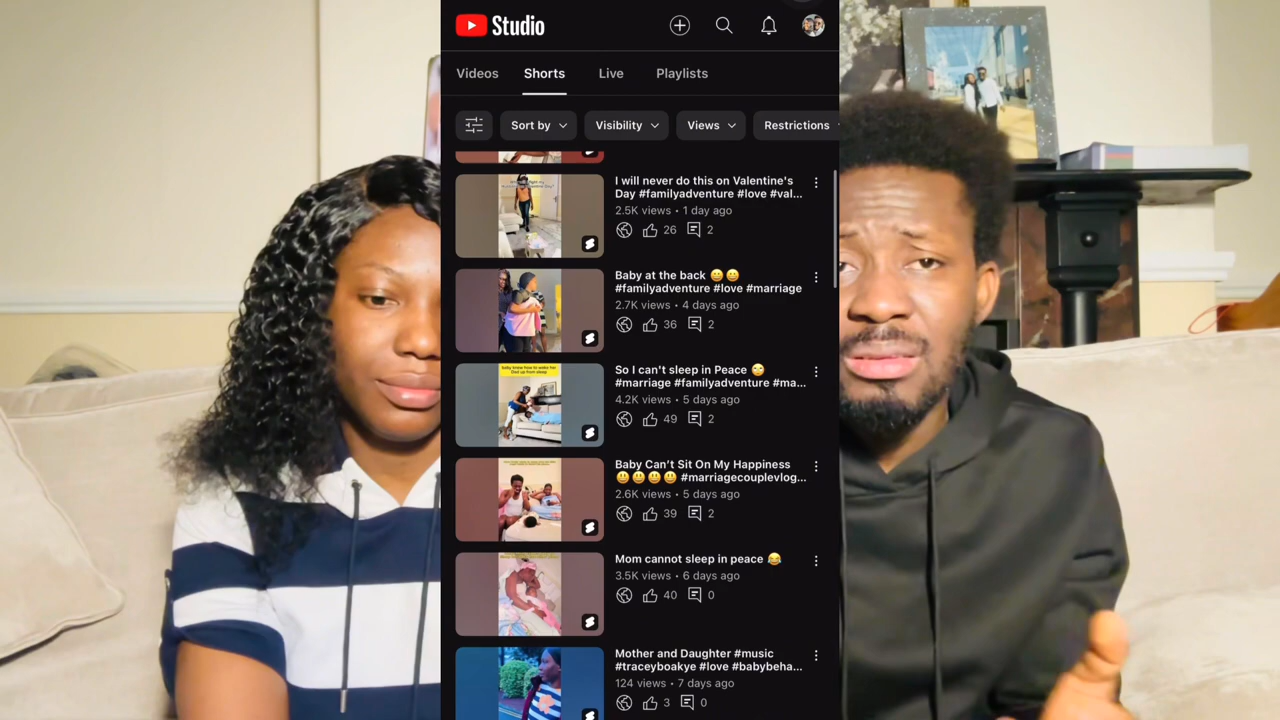 Studio
Videos
Shorts
Live
Playlists
Sort by
Visibility
Views
Restrictions
I will never do this on Valentine's
Day #familyadventure #love #val...
2.5K views • 1 day ago
26
2
Baby at the back 😀😀
#familyadventure #love #marriage
2.7K views • 4 days ago
36
2
So I can't sleep in Peace 🙄
#marriage #familyadventure #ma...
4.2K views • 5 days ago
49
2
Baby Can't Sit On My Happiness
😃😃😃😃 #marriagecouplevlog...
2.6K views • 5 days ago
39
2
Mom cannot sleep in peace 😂
3.5K views • 6 days ago
40
0
Mother and Daughter #music
#traceyboakye #love #babybeha...
124 views • 7 days ago
3
0